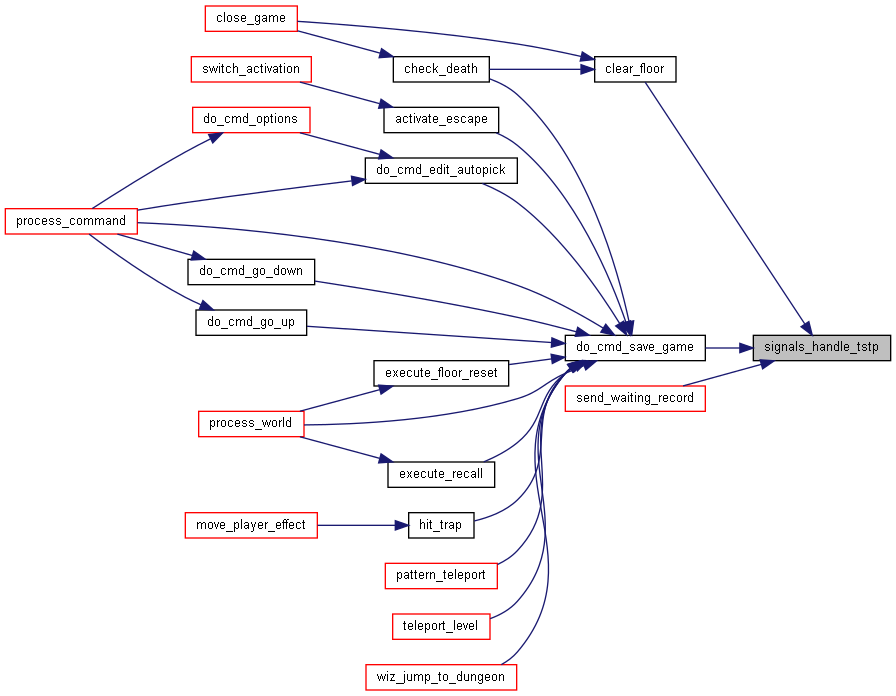 close_game
switch_activation
check_death
clear_floor
do_cmd_options
activate_escape
do_cmd_edit_autopick
process_command
do_cmd_go_down
do_cmd_go_up
do_cmd_save_game
signals_handle_tstp
execute_floor_reset
send_waiting_record
process_world
execute_recall
move_player_effect
hit_trap
pattern_teleport
teleport_level
wiz_jump_to_dungeon